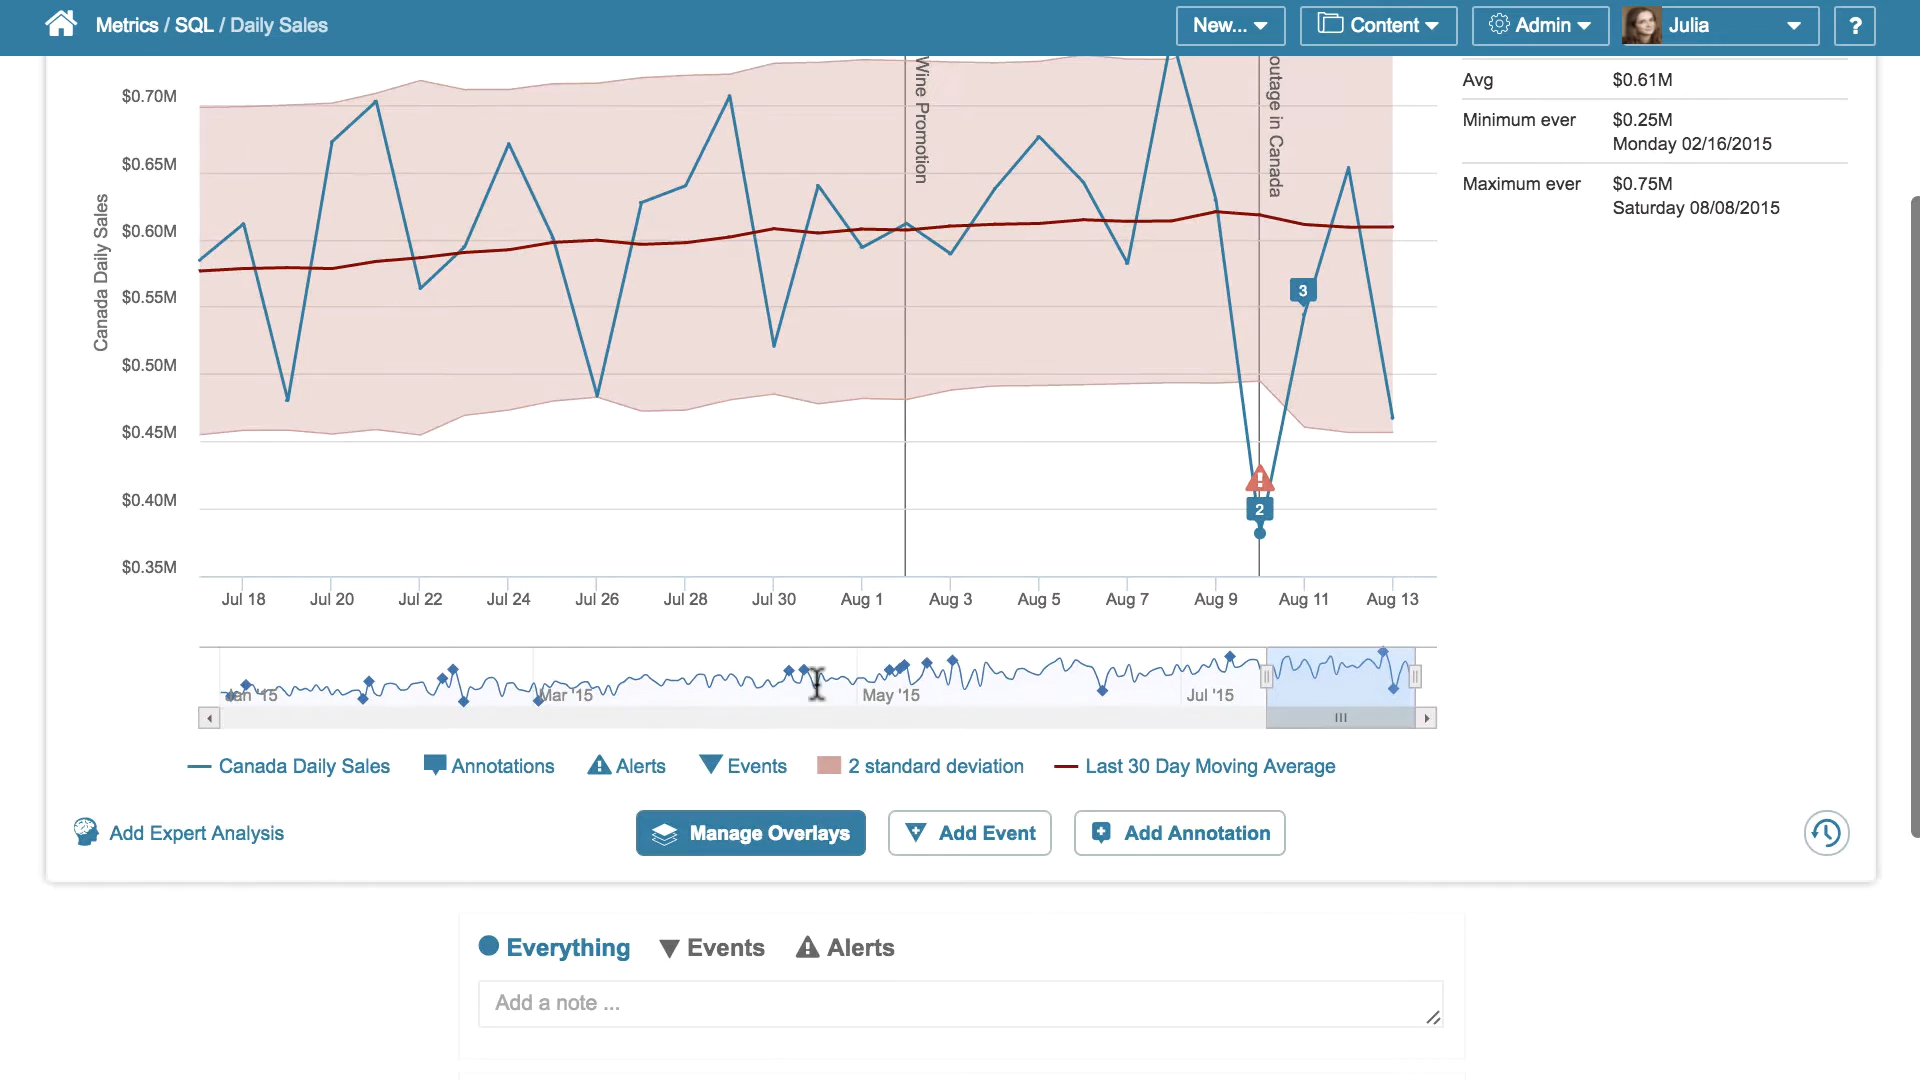 Metrics / SQL / Daily Sales
New...
Content
Admin
Julia
?
Canada Daily Sales
$0.70M
$0.65M
$0.60M
$0.55M
$0.50M
$0.45M
$0.40M
$0.35M
Wine Promotion
outage in Canada
3
2
Jul 18
Jul 20
Jul 22
Jul 24
Jul 26
Jul 28
Jul 30
Aug 1
Aug 3
Aug 5
Aug 7
Aug 9
Aug 11
Aug 13
Avg $0.61M
Minimum ever $0.25M
Monday 02/16/2015
Maximum ever $0.75M
Saturday 08/08/2015
Jan '15
Mar '15
May '15
Jul '15
Canada Daily Sales
Annotations
Alerts
Events
2 standard deviation
Last 30 Day Moving Average
Add Expert Analysis
Manage Overlays
Add Event
Add Annotation
Everything
Events
Alerts
Add a note ...